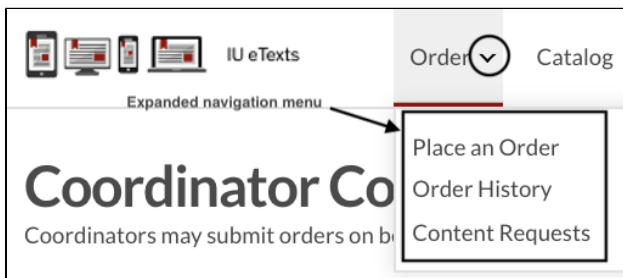 IU eTexts
Order
Catalog
Expanded navigation menu
Place an Order
Order History
Content Requests
Coordinator Co
Coordinators may submit orders on b